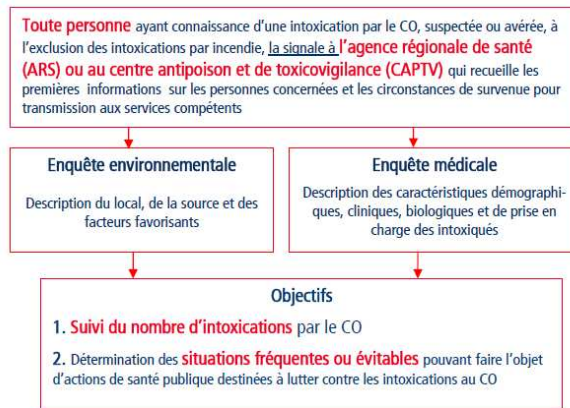 Toute personne ayant connaissance d'une intoxication par le CO, suspectée ou avérée, à
l'exclusion des intoxications par incendie, la signale à l'agence régionale de santé
(ARS) ou au centre antipoison et de toxicovigilance (CAPTV) qui recueille les
premières informations sur les personnes concernées et les circonstances de survenue pour
transmission aux services compétents
Enquête environnementale
Description du local, de la source et des
facteurs favorisants
Enquête médicale
Description des caractéristiques démographi-
ques, cliniques, biologiques et de prise en
charge des intoxiqués
Objectifs
1. Suivi du nombre d'intoxications par le CO
2. Détermination des situations fréquentes ou évitables pouvant faire l'objet
d'actions de santé publique destinées à lutter contre les intoxications au CO